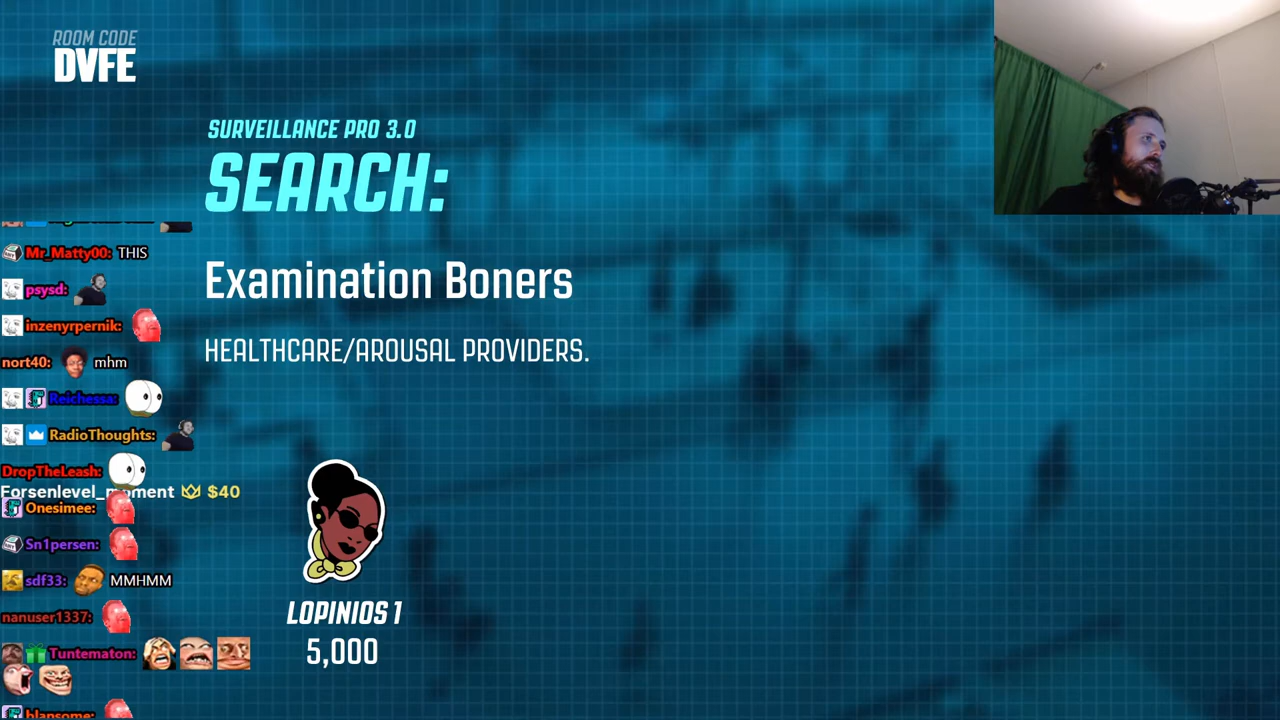 ROOM CODE
DVFE
SURVEILLANCE PRO 3.0
SEARCH:
Examination Boners
HEALTHCARE/AROUSAL PROVIDERS.
Mr_Matty00: THIS
psysd:
inzenyrpernik:
nort40: mhm
Reichessa:
RadioThoughts:
DropTheLeash:
Forsenlevel_moment $40
Onesimee:
Sn1persen:
sdf33: MMHMM
nanuser1337:
Tuntematon:
blansome:
LOPINIOS 1
5,000